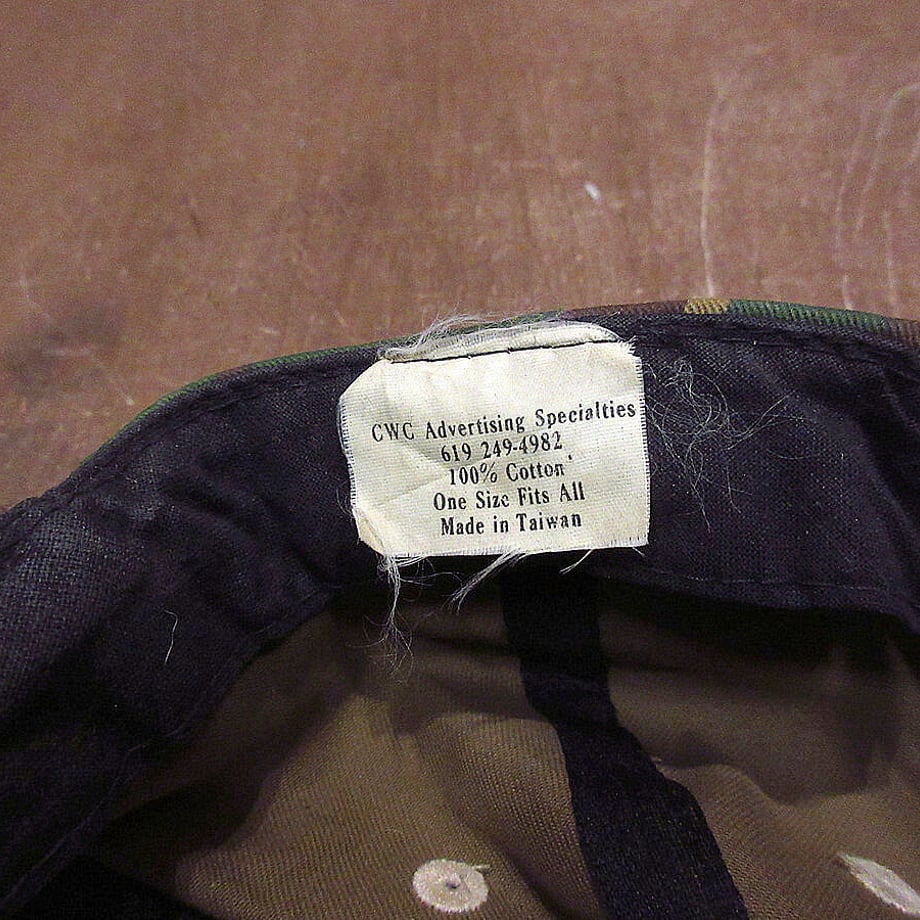 CWC Advertising Specialties
619 249-4982
100% Cotton
One Size Fits All
Made in Taiwan